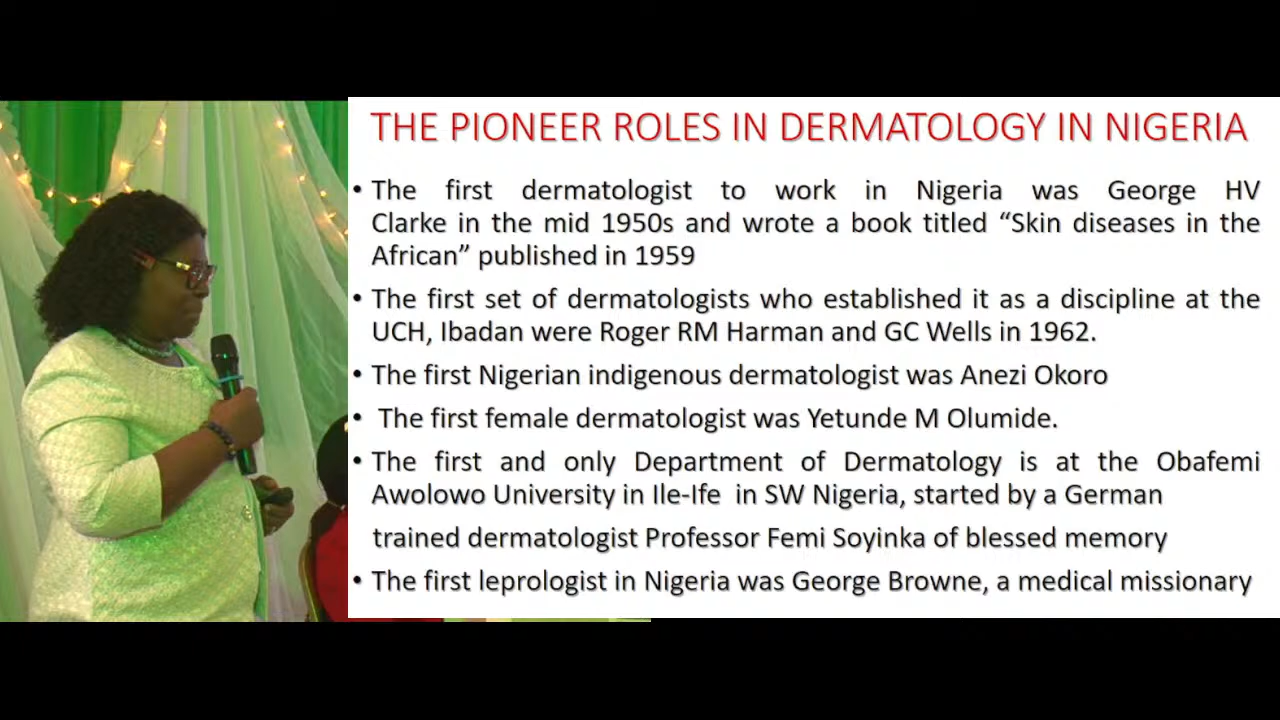 THE PIONEER ROLES IN DERMATOLOGY IN NIGERIA
• The first dermatologist to work in Nigeria was George HV
Clarke in the mid 1950s and wrote a book titled “Skin diseases in the
African” published in 1959
• The first set of dermatologists who established it as a discipline at the
UCH, Ibadan were Roger RM Harman and GC Wells in 1962.
• The first Nigerian indigenous dermatologist was Anezi Okoro
• The first female dermatologist was Yetunde M Olumide.
• The first and only Department of Dermatology is at the Obafemi
Awolowo University in Ile-Ife in SW Nigeria, started by a German
trained dermatologist Professor Femi Soyinka of blessed memory
• The first leprologist in Nigeria was George Browne, a medical missionary